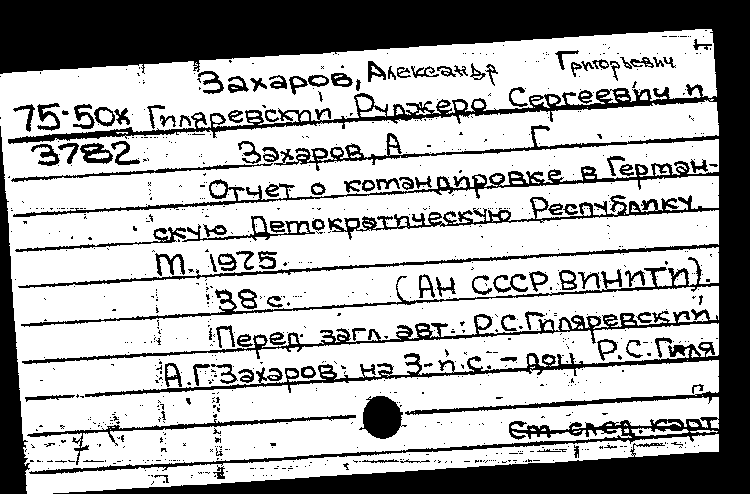 Захаров, Александр Григорьевич
75-50к Гиляревский, Руджеро Сергеевич п.
3782 Захаров, А Г.
Отчет о командировке в Герман-
скую Демократическую Республику.
М., 1975.
38 с. (АН СССР. ВИНИТИ).
Перед загл. авт.: Р.С.Гиляревский,
А.Г.Захаров; на 3-й с. – доц. Р.С.Гиля
См след. карт